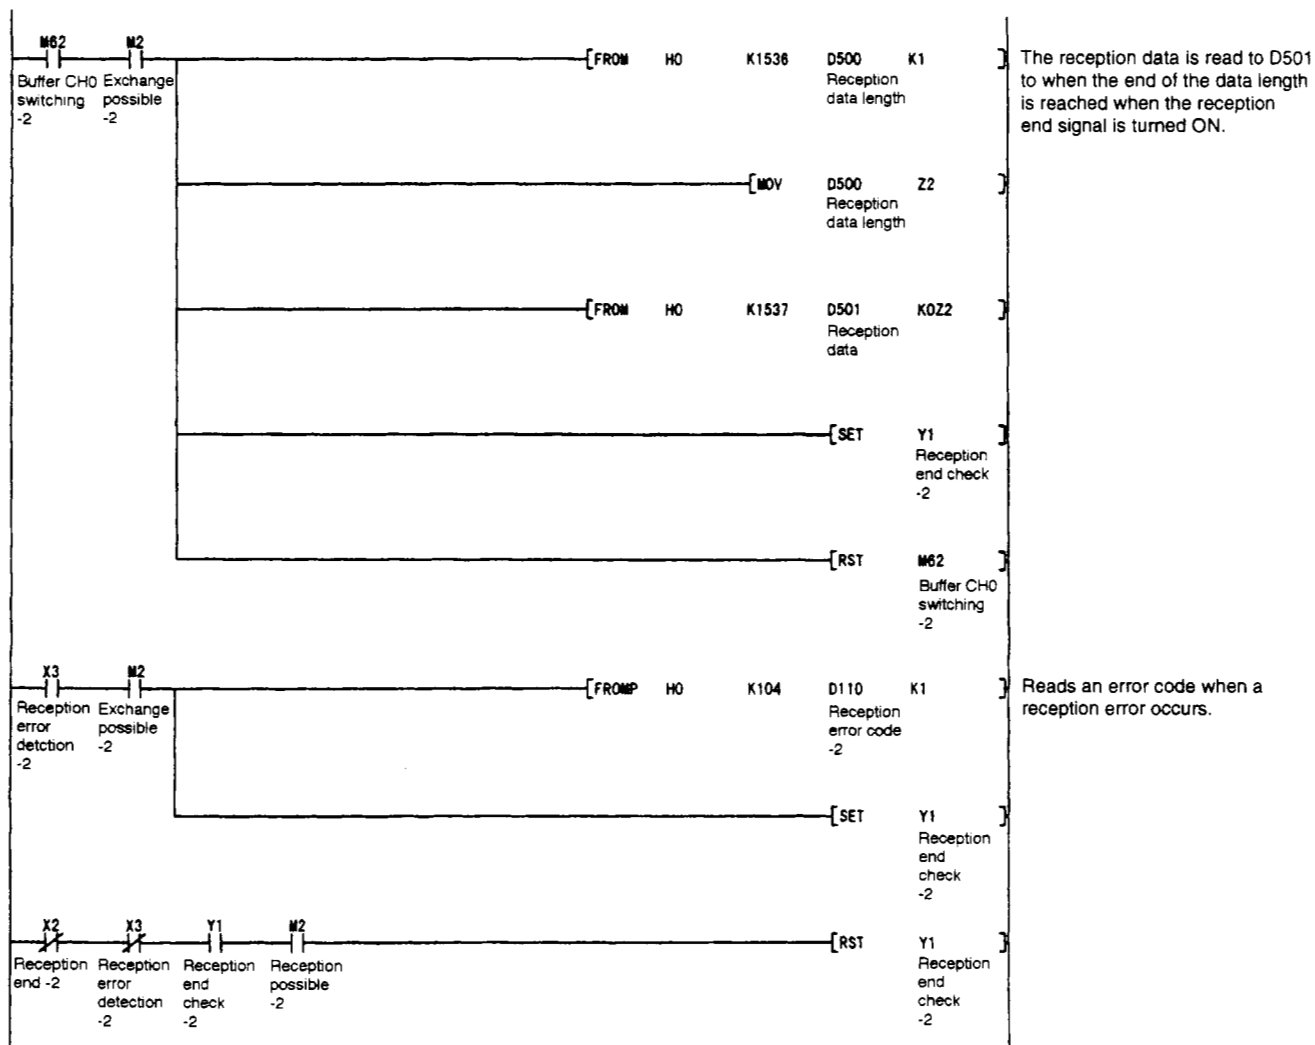 M62 M2
[FROM H0 K1536 D500 K1 ]
Buffer CH0 switching -2
Exchange possible -2
Reception data length
The reception data is read to D501
to when the end of the data length
is reached when the reception
end signal is turned ON.
[MOV D500 Z2 ]
Reception data length
[FROM H0 K1537 D501 K0Z2 ]
Reception data
[SET Y1 ]
Reception end check -2
[RST M62 ]
Buffer CH0 switching -2
X3 M2
[FROMP H0 K104 D110 K1 ]
Reception error detction -2
Exchange possible -2
Reception error code -2
Reads an error code when a
reception error occurs.
[SET Y1 ]
Reception end check -2
X2 X3 Y1 M2
[RST Y1 ]
Reception end -2
Reception error detection -2
Reception end check -2
Reception possible -2
Reception end check -2